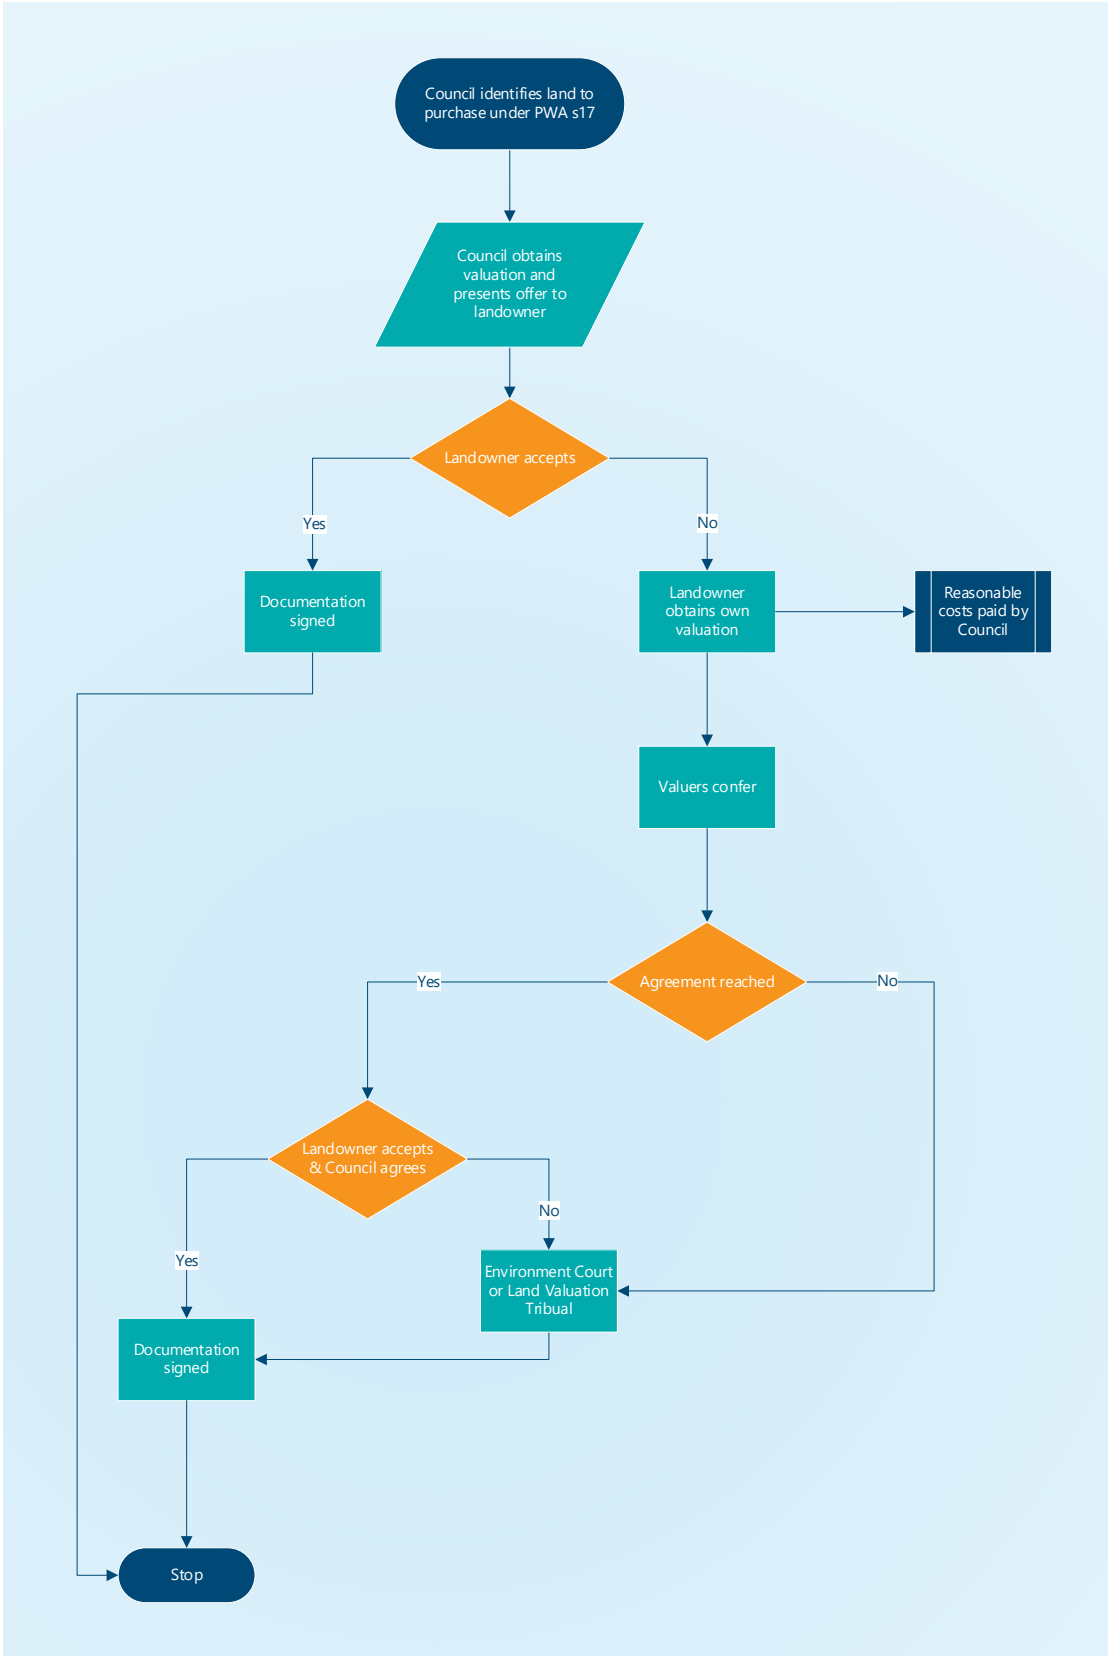 Council identifies land to
purchase under PWA s17
Council obtains
valuation and
presents offer to
landowner
Landowner accepts
Yes
No
Documentation
signed
Landowner
obtains own
valuation
Reasonable
costs paid by
Council
Valuers confer
Agreement reached
Yes
No
Landowner accepts
& Council agrees
No
Yes
Environment Court
or Land Valuation
Tribual
Documentation
signed
Stop